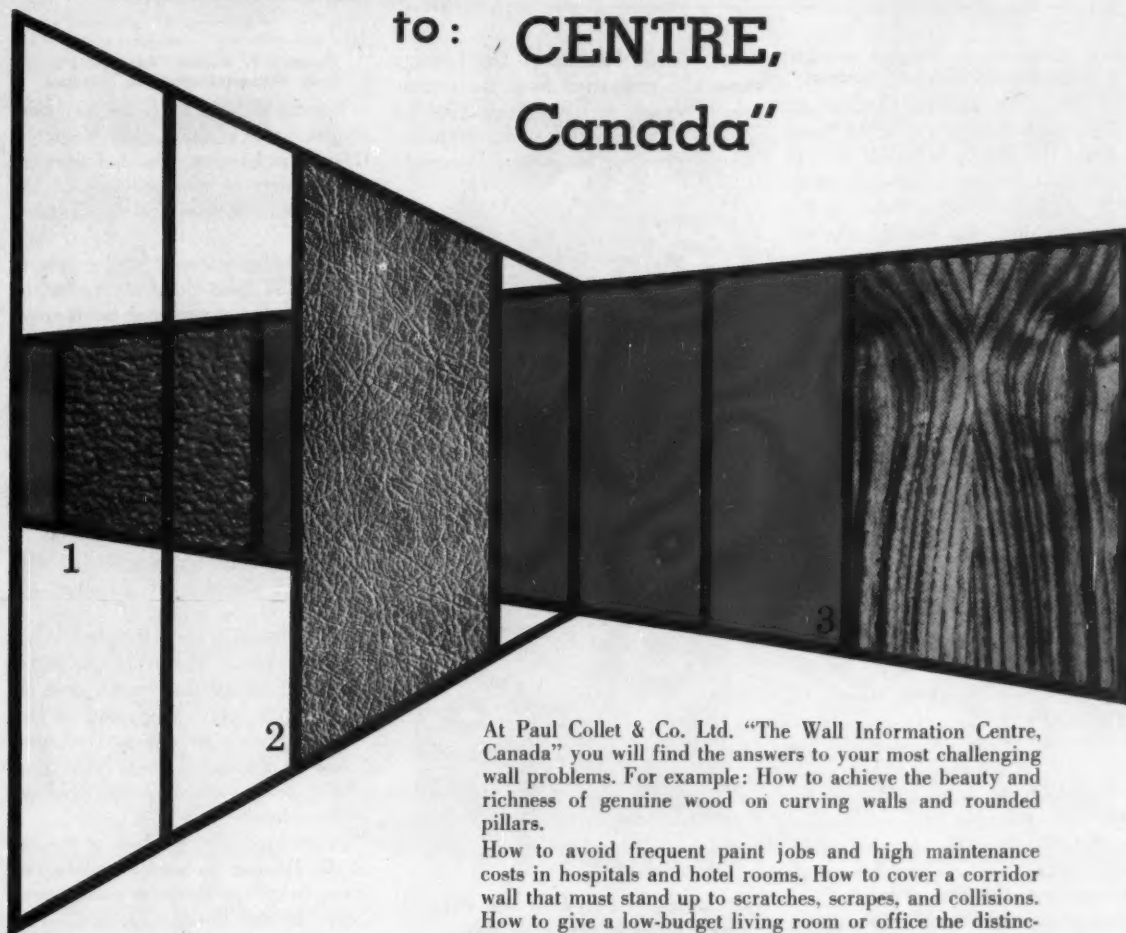 to: CENTRE,
Canada"
1
2
3
At Paul Collet & Co. Ltd. “The Wall Information Centre,
Canada” you will find the answers to your most challenging
wall problems. For example: How to achieve the beauty and
richness of genuine wood on curving walls and rounded
pillars.
How to avoid frequent paint jobs and high maintenance
costs in hospitals and hotel rooms. How to cover a corridor
wall that must stand up to scratches, scrapes, and collisions.
How to give a low-budget living room or office the distinc-